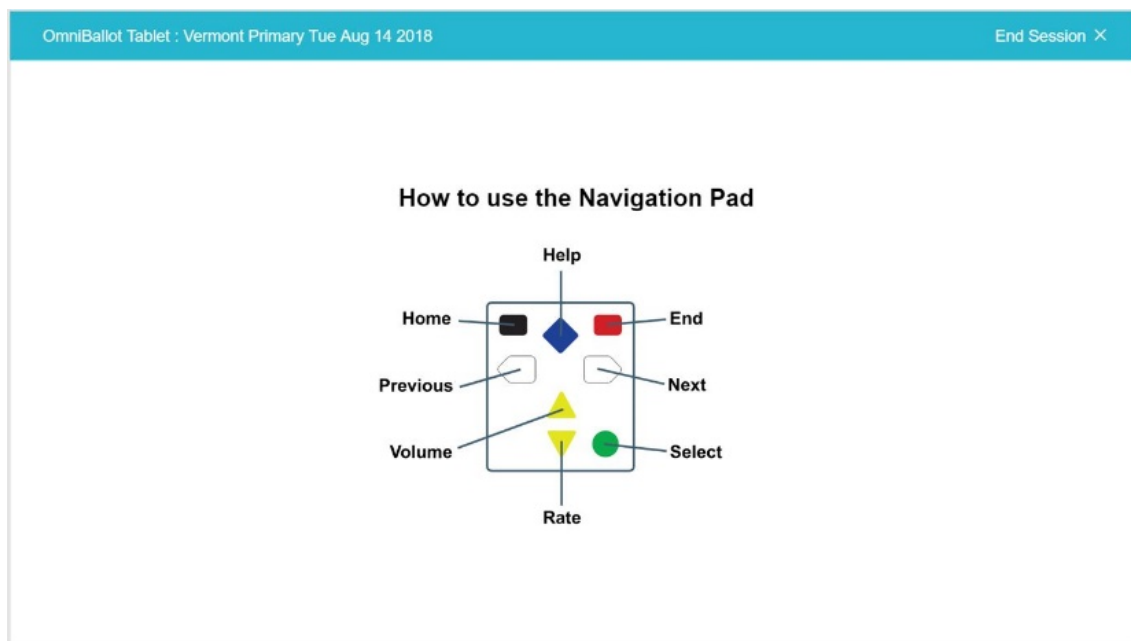 OmniBallot Tablet : Vermont Primary Tue Aug 14 2018
End Session ×
How to use the Navigation Pad
Help
Home
End
Previous
Next
Volume
Select
Rate